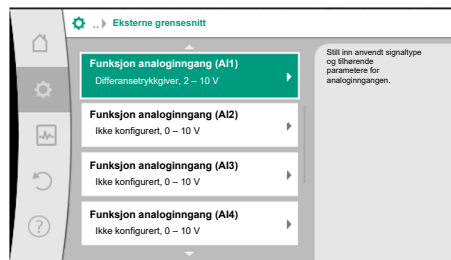 ..▸ Eksterne grensesnitt
Funksjon analoginngang (AI1)
Differansetrykkgiver, 2 – 10 V
Funksjon analoginngang (AI2)
Ikke konfigurert, 0 – 10 V
Funksjon analoginngang (AI3)
Ikke konfigurert, 0 – 10 V
Funksjon analoginngang (AI4)
Ikke konfigurert, 0 – 10 V
Still inn anvendt signaltype
og tilhørende
parametere for
analoginngangen.